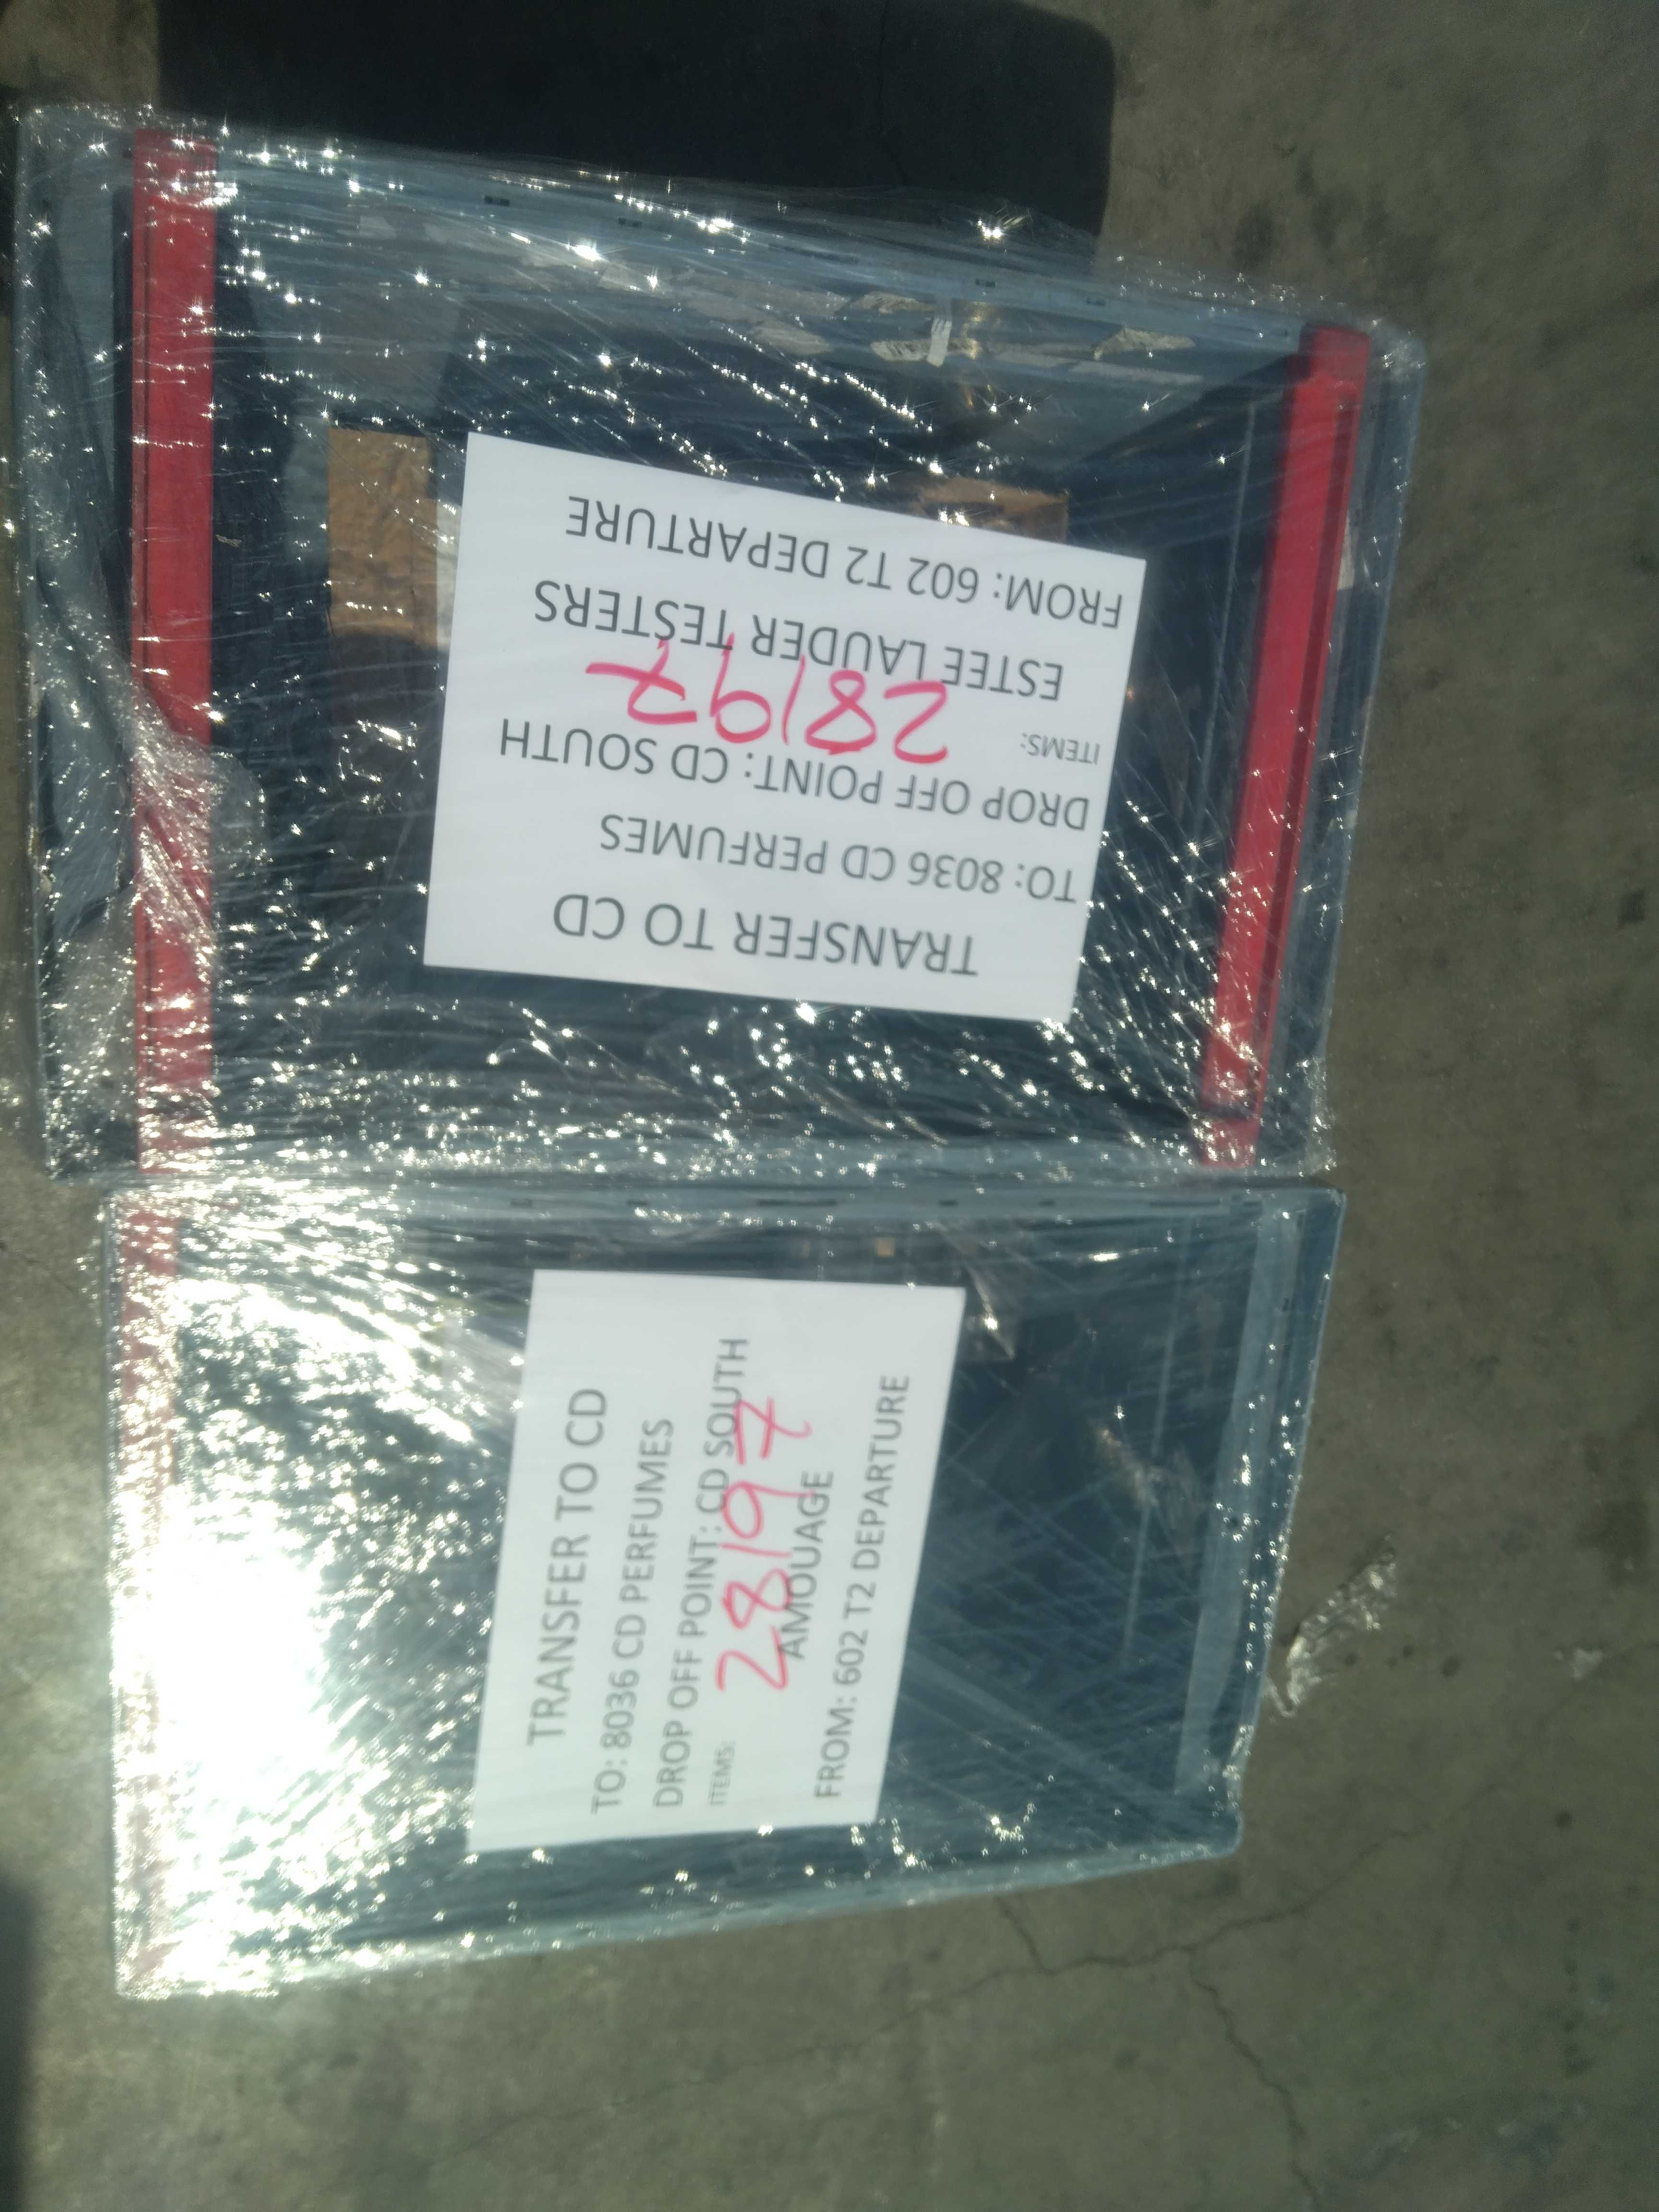 TRANSFER TO CD
TO: 8036 CD PERFUMES
DROP OFF POINT: CD SOUTH
ITEMS:
28197
ESTEE LAUDER TESTERS
FROM: 602 T2 DEPARTURE
TRANSFER TO CD
TO: 8036 CD PERFUMES
DROP OFF POINT: CD SOUTH
ITEMS:
28197
AMOUAGE
FROM: 602 T2 DEPARTURE